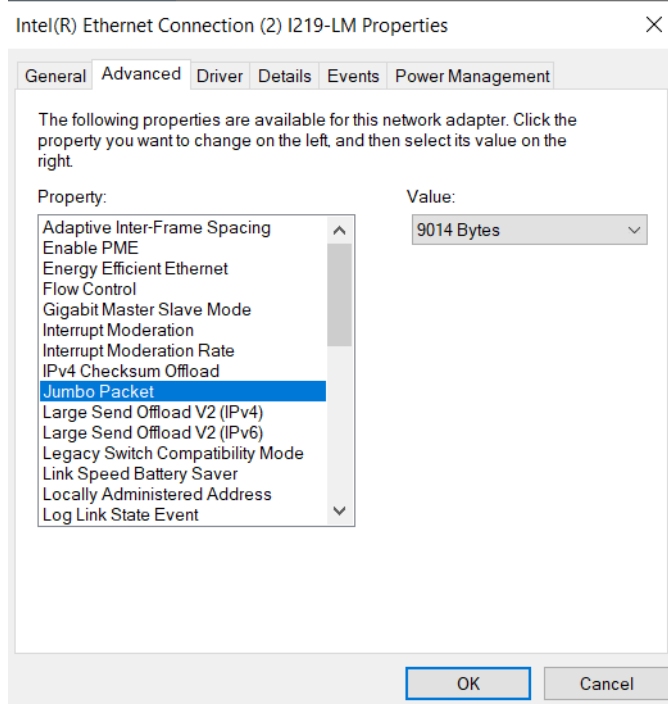 Intel(R) Ethernet Connection (2) I219-LM Properties
General Advanced Driver Details Events Power Management
The following properties are available for this network adapter. Click the
property you want to change on the left, and then select its value on the
right.
Property:
Value:
Adaptive Inter-Frame Spacing
Enable PME
Energy Efficient Ethernet
Flow Control
Gigabit Master Slave Mode
Interrupt Moderation
Interrupt Moderation Rate
IPv4 Checksum Offload
Jumbo Packet
Large Send Offload V2 (IPv4)
Large Send Offload V2 (IPv6)
Legacy Switch Compatibility Mode
Link Speed Battery Saver
Locally Administered Address
Log Link State Event
9014 Bytes
OK
Cancel